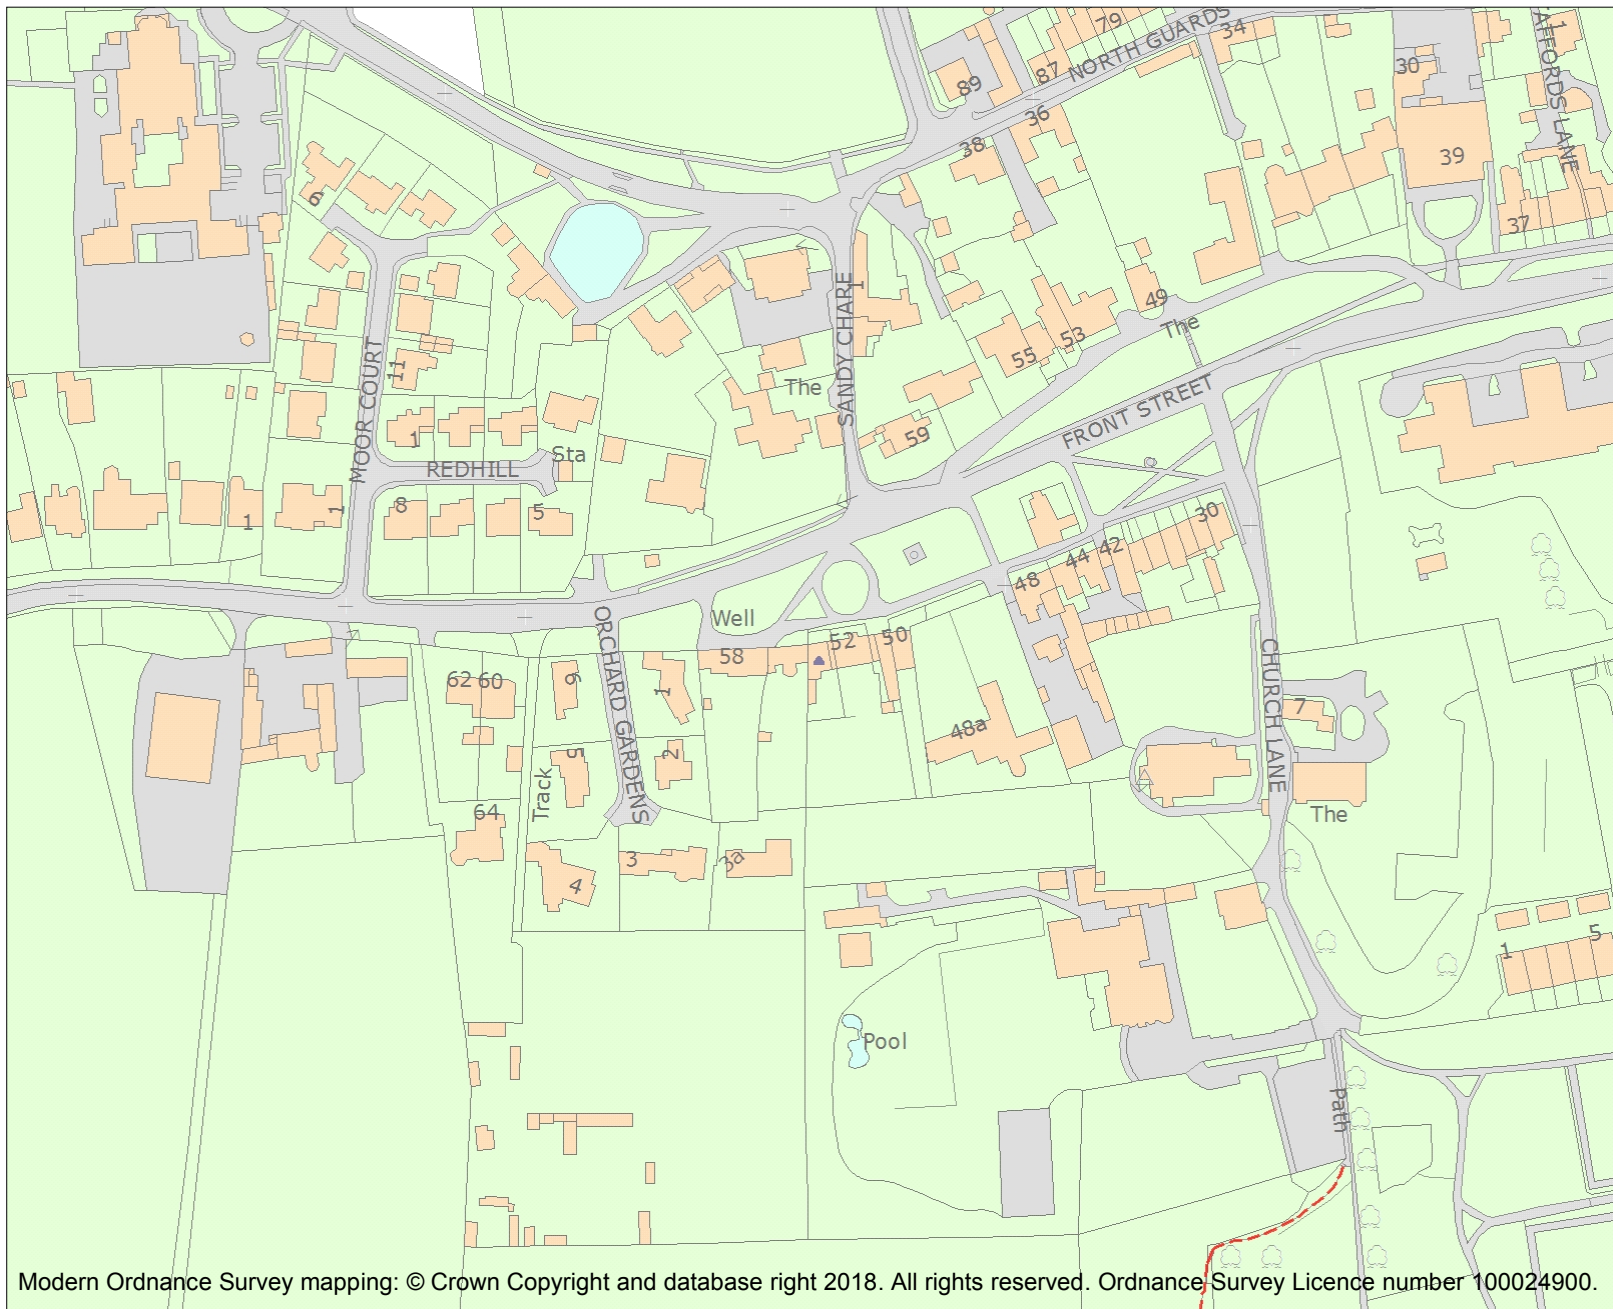 79
NORTH GUARDS
34
1
AFFORDS LANE
87
89
30
36
38
39
6
37
1
SANDY CHARE
49
The
53
55
11
MOOR COURT
The
FRONT STREET
1
59
Sta
REDHILL
8
5
1
1
30
42
44
48
ORCHARD GARDENS
Well
52
50
58
62
60
6
1
CHURCH LANE
7
48a
5
2
Track
64
The
3
3a
4
1
5
Pool
Path
Modern Ordnance Survey mapping: © Crown Copyright and database right 2018. All rights reserved. Ordnance Survey Licence number 100024900.